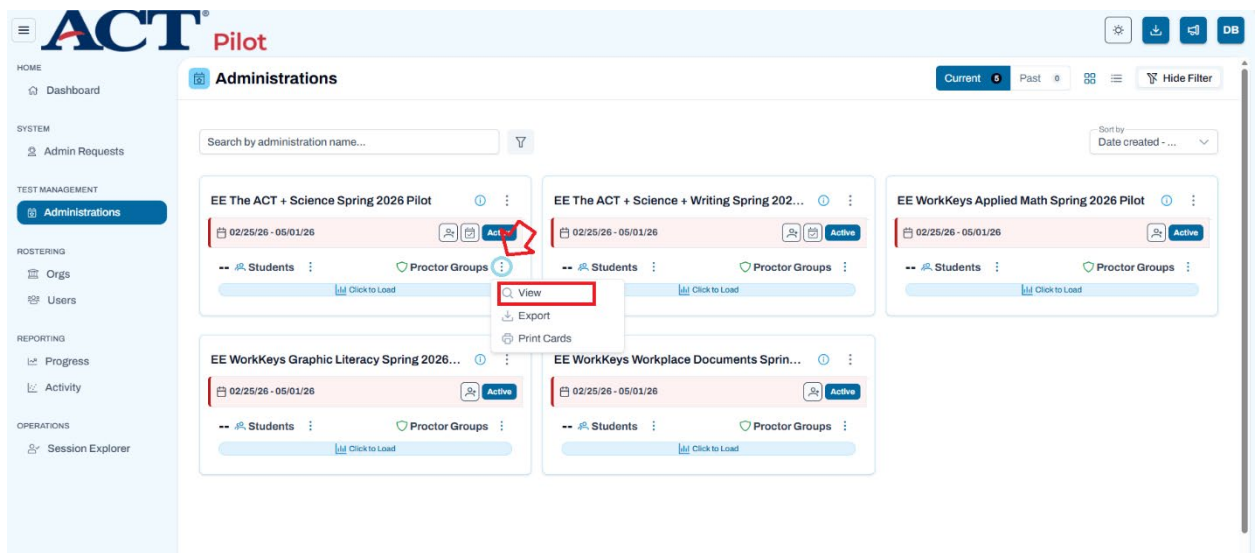 ACT®
Pilot
DB
HOME
Dashboard
SYSTEM
Admin Requests
TEST MANAGEMENT
Administrations
ROSTERING
Orgs
Users
REPORTING
Progress
Activity
OPERATIONS
Session Explorer
Administrations
Current 5 Past 0 Hide Filter
Search by administration name...
Sort by
Date created - ...
EE The ACT + Science Spring 2026 Pilot
02/25/26 - 05/01/26 Active
-- Students Proctor Groups
Click to Load
View
Export
Print Cards
EE The ACT + Science + Writing Spring 202...
02/25/26 - 05/01/26 Active
-- Students Proctor Groups
Click to Load
EE WorkKeys Applied Math Spring 2026 Pilot
02/25/26 - 05/01/26 Active
-- Students Proctor Groups
Click to Load
EE WorkKeys Graphic Literacy Spring 2026...
02/25/26 - 05/01/26 Active
-- Students Proctor Groups
Click to Load
EE WorkKeys Workplace Documents Sprin...
02/25/26 - 05/01/26 Active
-- Students Proctor Groups
Click to Load